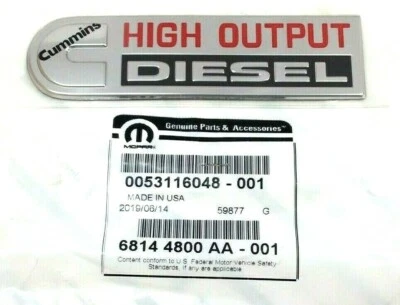 Cummins
HIGH OUTPUT
DIESEL
Genuine Parts & Accessories
MOPAR
0053116048 - 001
MADE IN USA
2019/06/14 59877 G
6814 4800 AA - 001
Content conform to U.S. Federal Motor Vehicle Safety
Standards, if any are applicable.